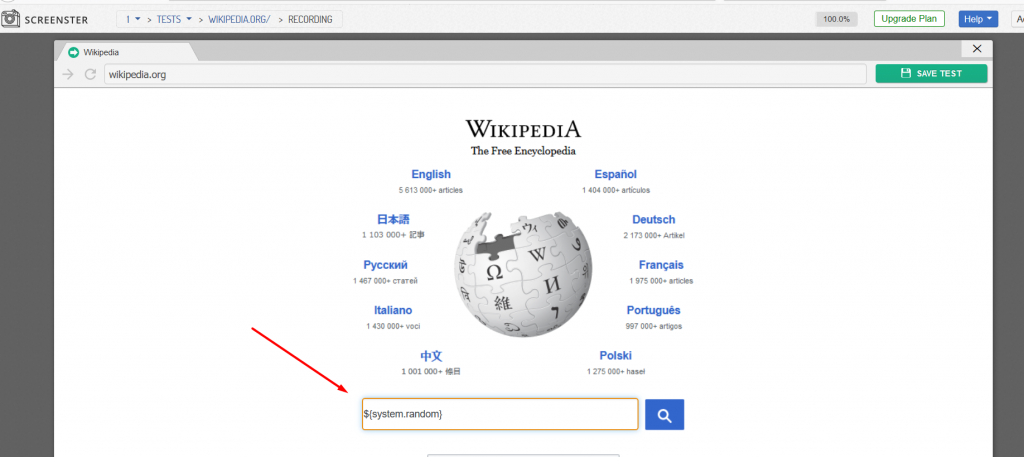 SCREENSTER 1 > TESTS > WIKIPEDIA.ORG/ > RECORDING 100.0% Upgrade Plan Help
Wikipedia
wikipedia.org SAVE TEST
WIKIPEDIA
The Free Encyclopedia
English Español
5 613 000+ articles 1 404 000+ artículos
日本語 Deutsch
1 103 000+ 記事 2 173 000+ Artikel
Русский Français
1 467 000+ статей 1 975 000+ articles
Italiano Português
1 430 000+ voci 997 000+ artigos
中文 Polski
1 001 000+ 條目 1 275 000+ haseł
${system.random}